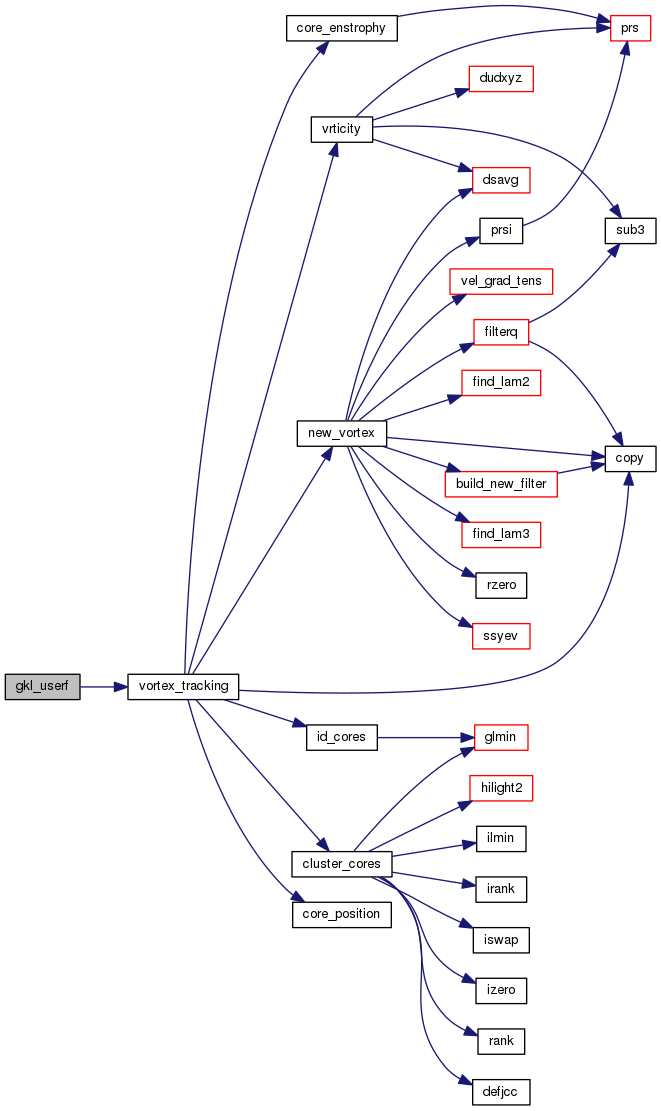 core_enstrophy
prs
dudxyz
vrticity
dsavg
prsi
sub3
vel_grad_tens
filterq
find_lam2
new_vortex
copy
build_new_filter
find_lam3
rzero
ssyev
gkl_userf
vortex_tracking
id_cores
glmin
hilight2
ilmin
cluster_cores
irank
core_position
iswap
izero
rank
defjcc